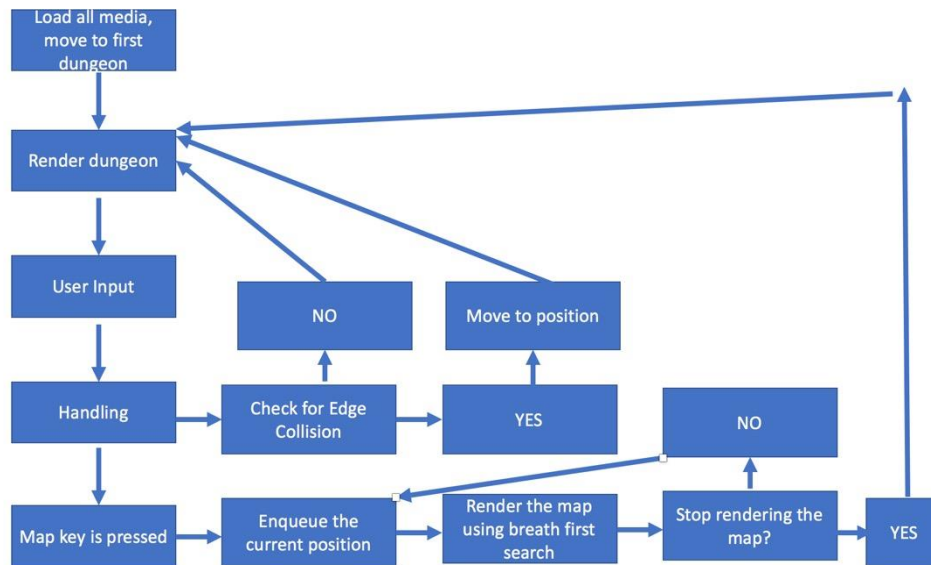 Load all media,
move to first
dungeon
Render dungeon
User Input
NO
Move to position
Handling
Check for Edge
Collision
YES
NO
Map key is pressed
Enqueue the
current position
Render the map
using breath first
search
Stop rendering the
map?
YES